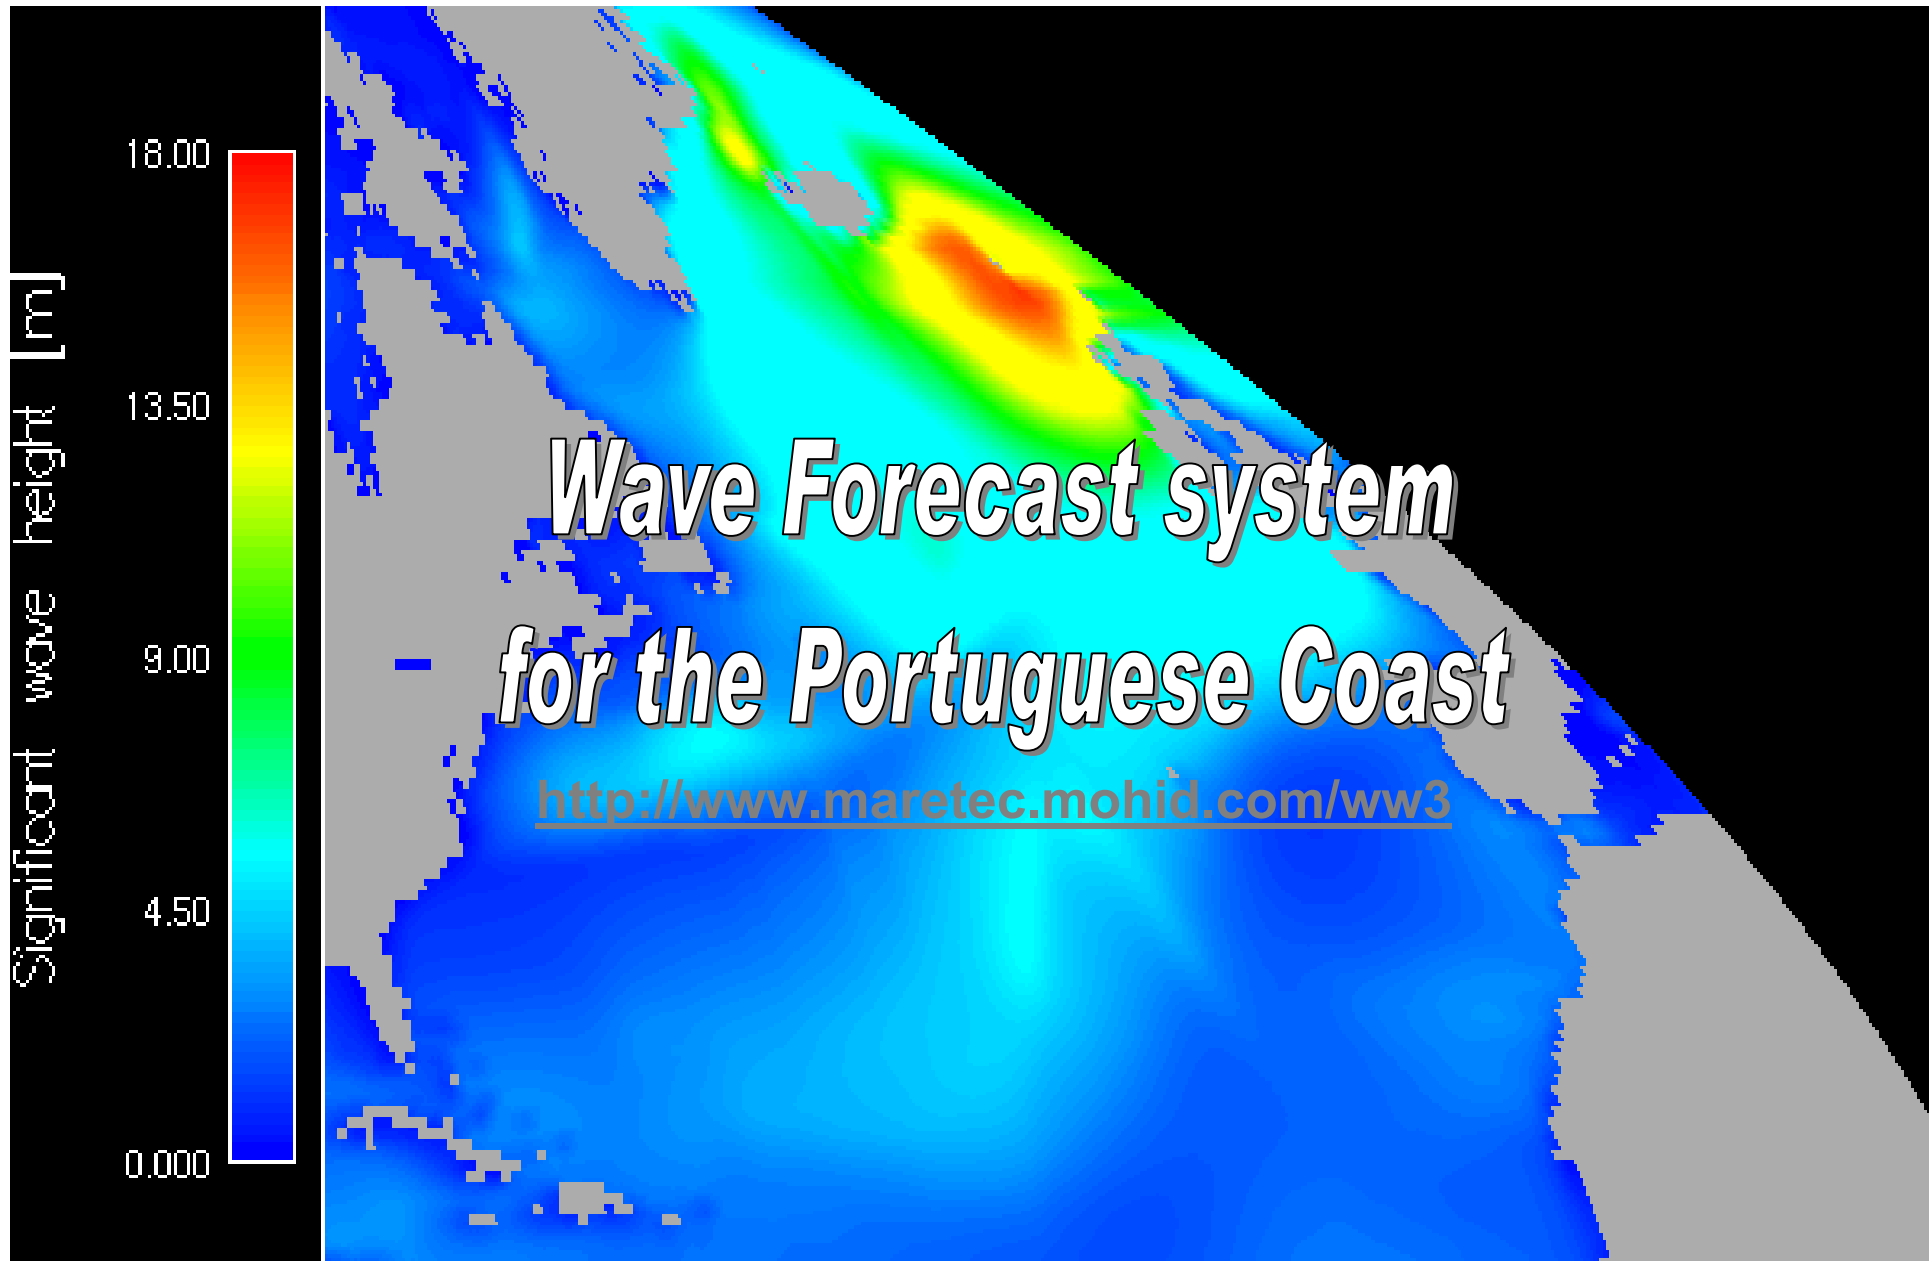 Significant wave height [m]
18.00
13.50
9.00
4.50
0.000
Wave Forecast system
for the Portuguese Coast
http://www.maretec.mohid.com/ww3